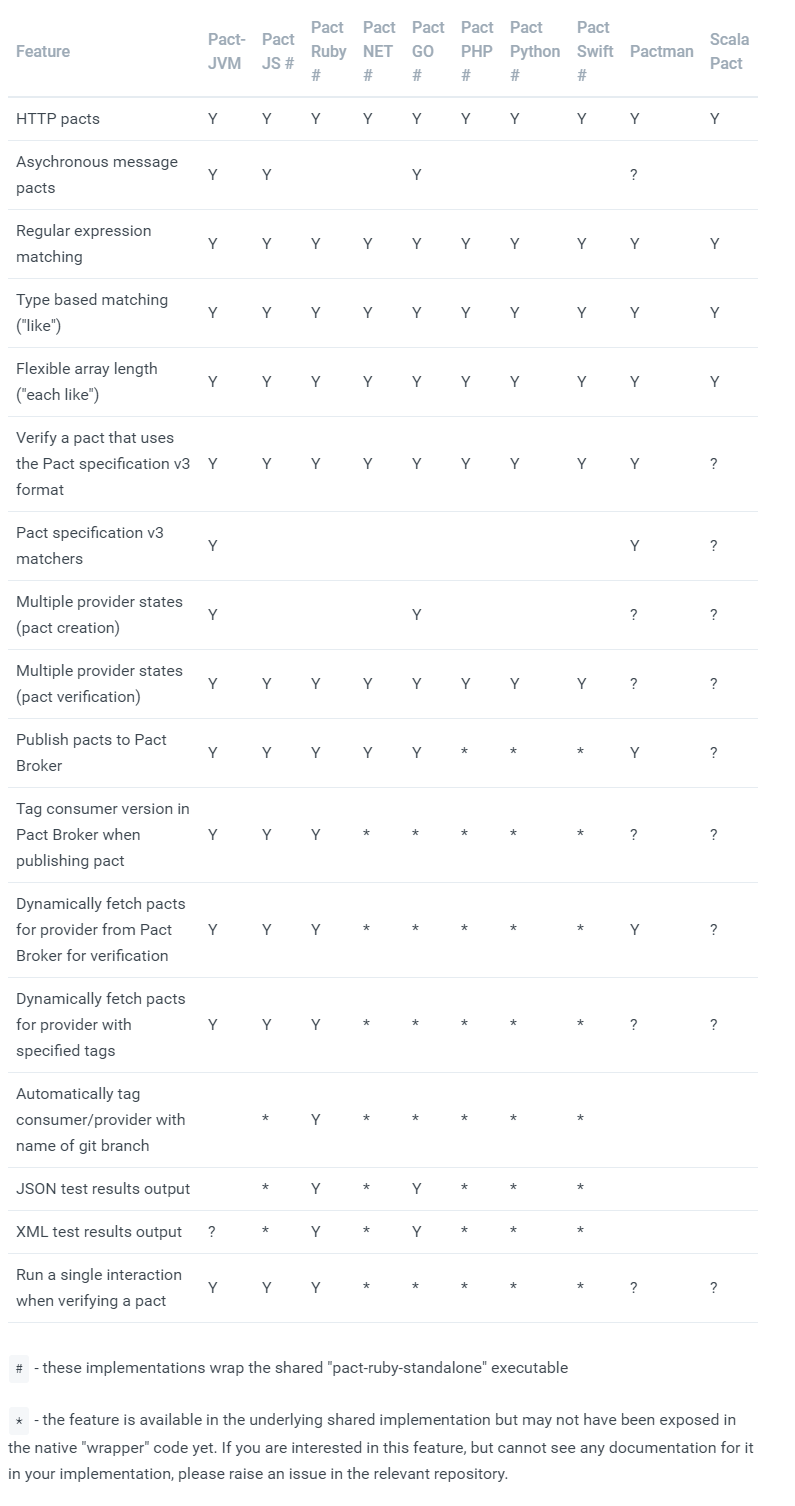 Feature Pact-JVM Pact JS # Pact Ruby # Pact NET # Pact GO # Pact PHP # Pact Python # Pact Swift # Pactman Scala Pact
HTTP pacts Y Y Y Y Y Y Y Y Y Y
Asychronous message
pacts Y Y Y ?
Regular expression
matching Y Y Y Y Y Y Y Y Y Y
Type based matching
("like") Y Y Y Y Y Y Y Y Y Y
Flexible array length
("each like") Y Y Y Y Y Y Y Y Y Y
Verify a pact that uses
the Pact specification v3 Y Y Y Y Y Y Y Y Y ?
format
Pact specification v3
matchers Y Y ?
Multiple provider states
(pact creation) Y Y ? ?
Multiple provider states
(pact verification) Y Y Y Y Y Y Y Y ? ?
Publish pacts to Pact
Broker Y Y Y Y Y * * * Y ?
Tag consumer version in
Pact Broker when Y Y Y * * * * * ? ?
publishing pact
Dynamically fetch pacts
for provider from Pact Y Y Y * * * * * Y ?
Broker for verification
Dynamically fetch pacts
for provider with Y Y Y * * * * * ? ?
specified tags
Automatically tag
consumer/provider with * Y * * * * *
name of git branch
JSON test results output * Y * Y * * *
XML test results output ? * Y * Y * * *
Run a single interaction
when verifying a pact Y Y Y * * * * * ? ?
# - these implementations wrap the shared "pact-ruby-standalone" executable
* - the feature is available in the underlying shared implementation but may not have been exposed in
the native "wrapper" code yet. If you are interested in this feature, but cannot see any documentation for it
in your implementation, please raise an issue in the relevant repository.